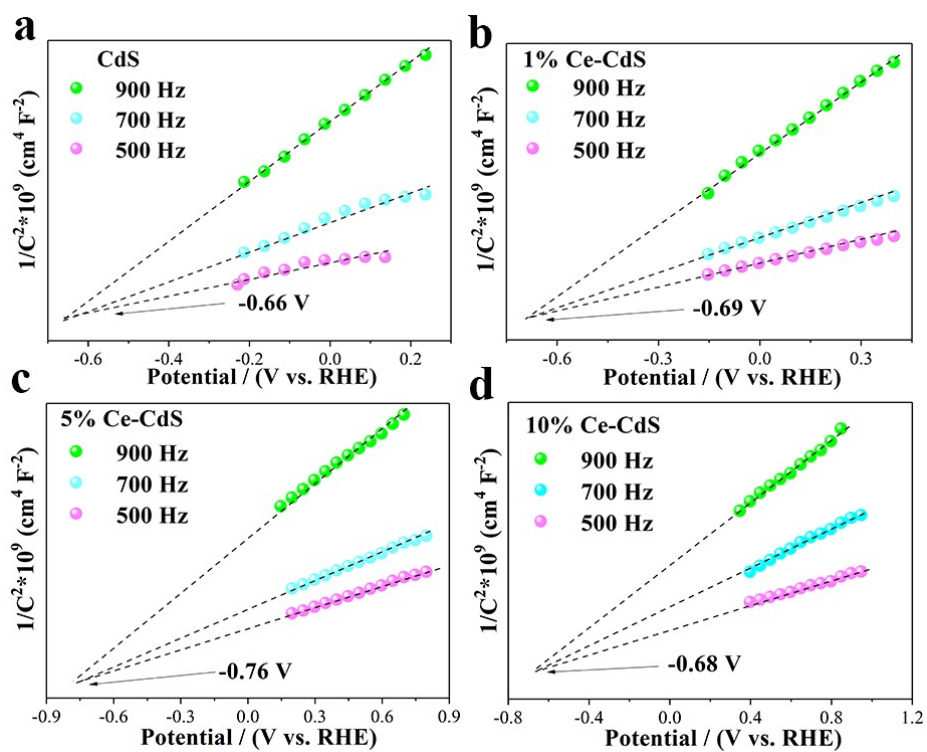 a
CdS
900 Hz
700 Hz
500 Hz
1/C²*10⁹ (cm⁴ F⁻²)
-0.66 V
-0.6 -0.4 -0.2 0.0 0.2
Potential / (V vs. RHE)
b
1% Ce-CdS
900 Hz
700 Hz
500 Hz
1/C²*10⁹ (cm⁴ F⁻²)
-0.69 V
-0.6 -0.3 0.0 0.3
Potential / (V vs. RHE)
c
5% Ce-CdS
900 Hz
700 Hz
500 Hz
1/C²*10⁹ (cm⁴ F⁻²)
-0.76 V
-0.9 -0.6 -0.3 0.0 0.3 0.6 0.9
Potential / (V vs. RHE)
d
10% Ce-CdS
900 Hz
700 Hz
500 Hz
1/C²*10⁹ (cm⁴ F⁻²)
-0.68 V
-0.8 -0.4 0.0 0.4 0.8 1.2
Potential / (V vs. RHE)